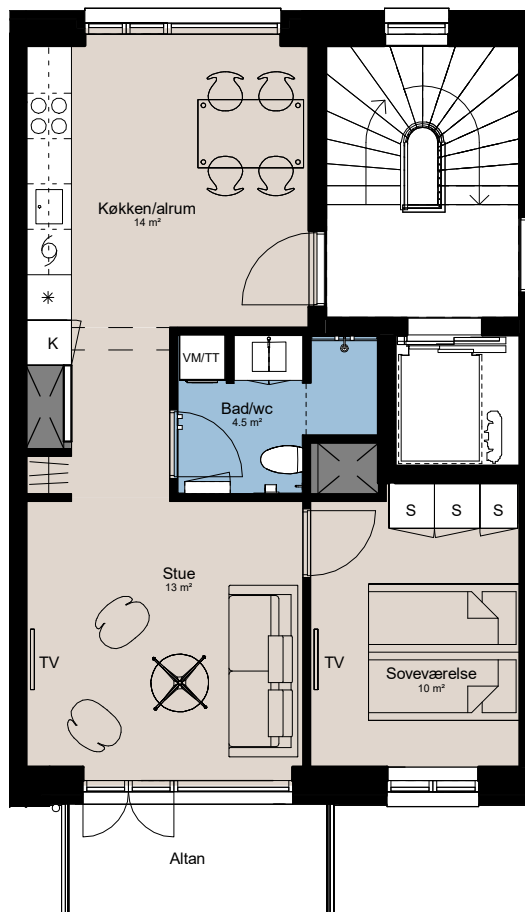 Køkken/alrum
14 m²
K
VM/TT
Bad/wc
4.5 m²
S S S
Stue
13 m²
TV
TV
Soveværelse
10 m²
Altan